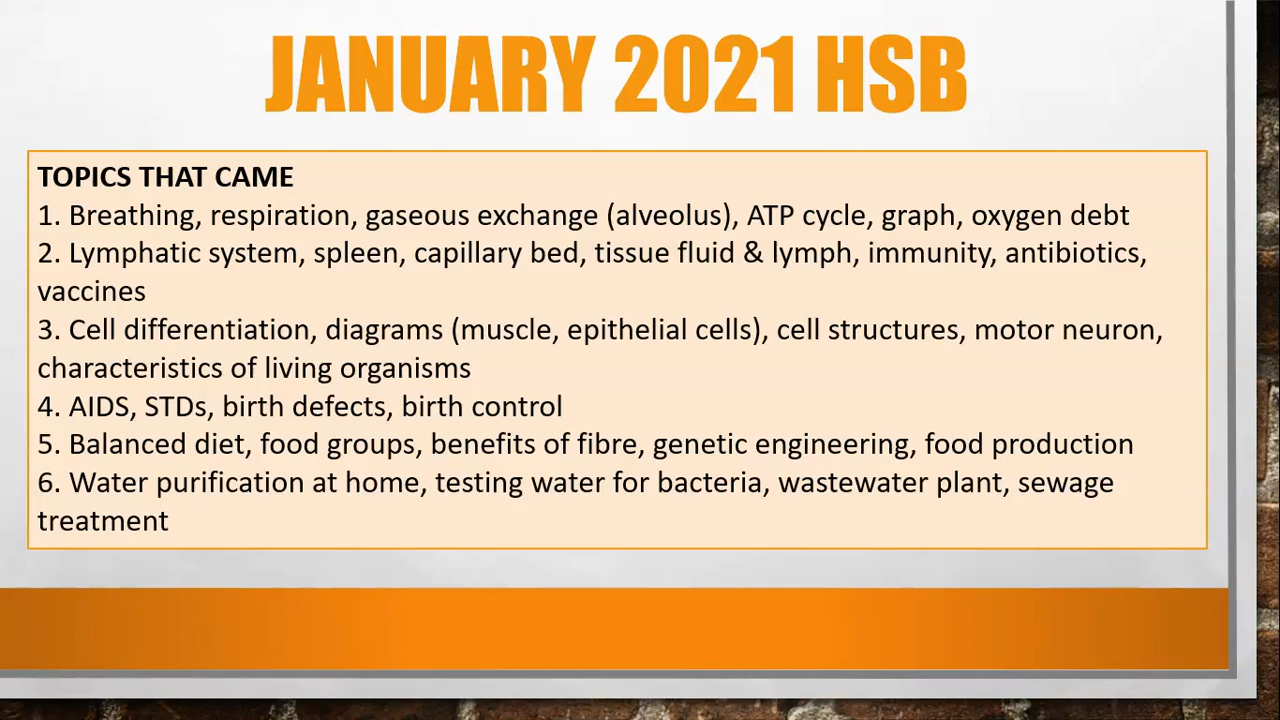 JANUARY 2021 HSB
TOPICS THAT CAME
1. Breathing, respiration, gaseous exchange (alveolus), ATP cycle, graph, oxygen debt
2. Lymphatic system, spleen, capillary bed, tissue fluid & lymph, immunity, antibiotics,
vaccines
3. Cell differentiation, diagrams (muscle, epithelial cells), cell structures, motor neuron,
characteristics of living organisms
4. AIDS, STDs, birth defects, birth control
5. Balanced diet, food groups, benefits of fibre, genetic engineering, food production
6. Water purification at home, testing water for bacteria, wastewater plant, sewage
treatment